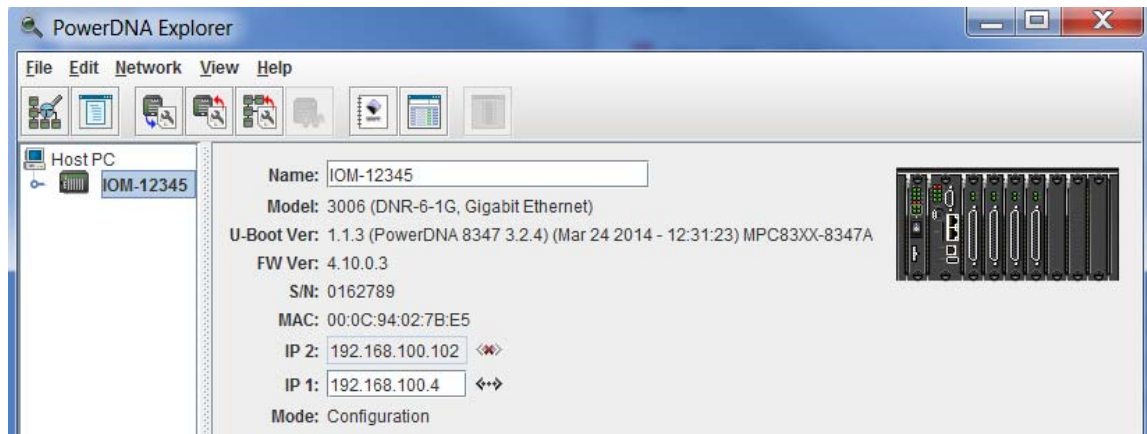 PowerDNA Explorer
File Edit Network View Help
Host PC
IOM-12345
Name: IOM-12345
Model: 3006 (DNR-6-1G, Gigabit Ethernet)
U-Boot Ver: 1.1.3 (PowerDNA 8347 3.2.4) (Mar 24 2014 - 12:31:23) MPC83XX-8347A
FW Ver: 4.10.0.3
S/N: 0162789
MAC: 00:0C:94:02:7B:E5
IP 2: 192.168.100.102
IP 1: 192.168.100.4
Mode: Configuration